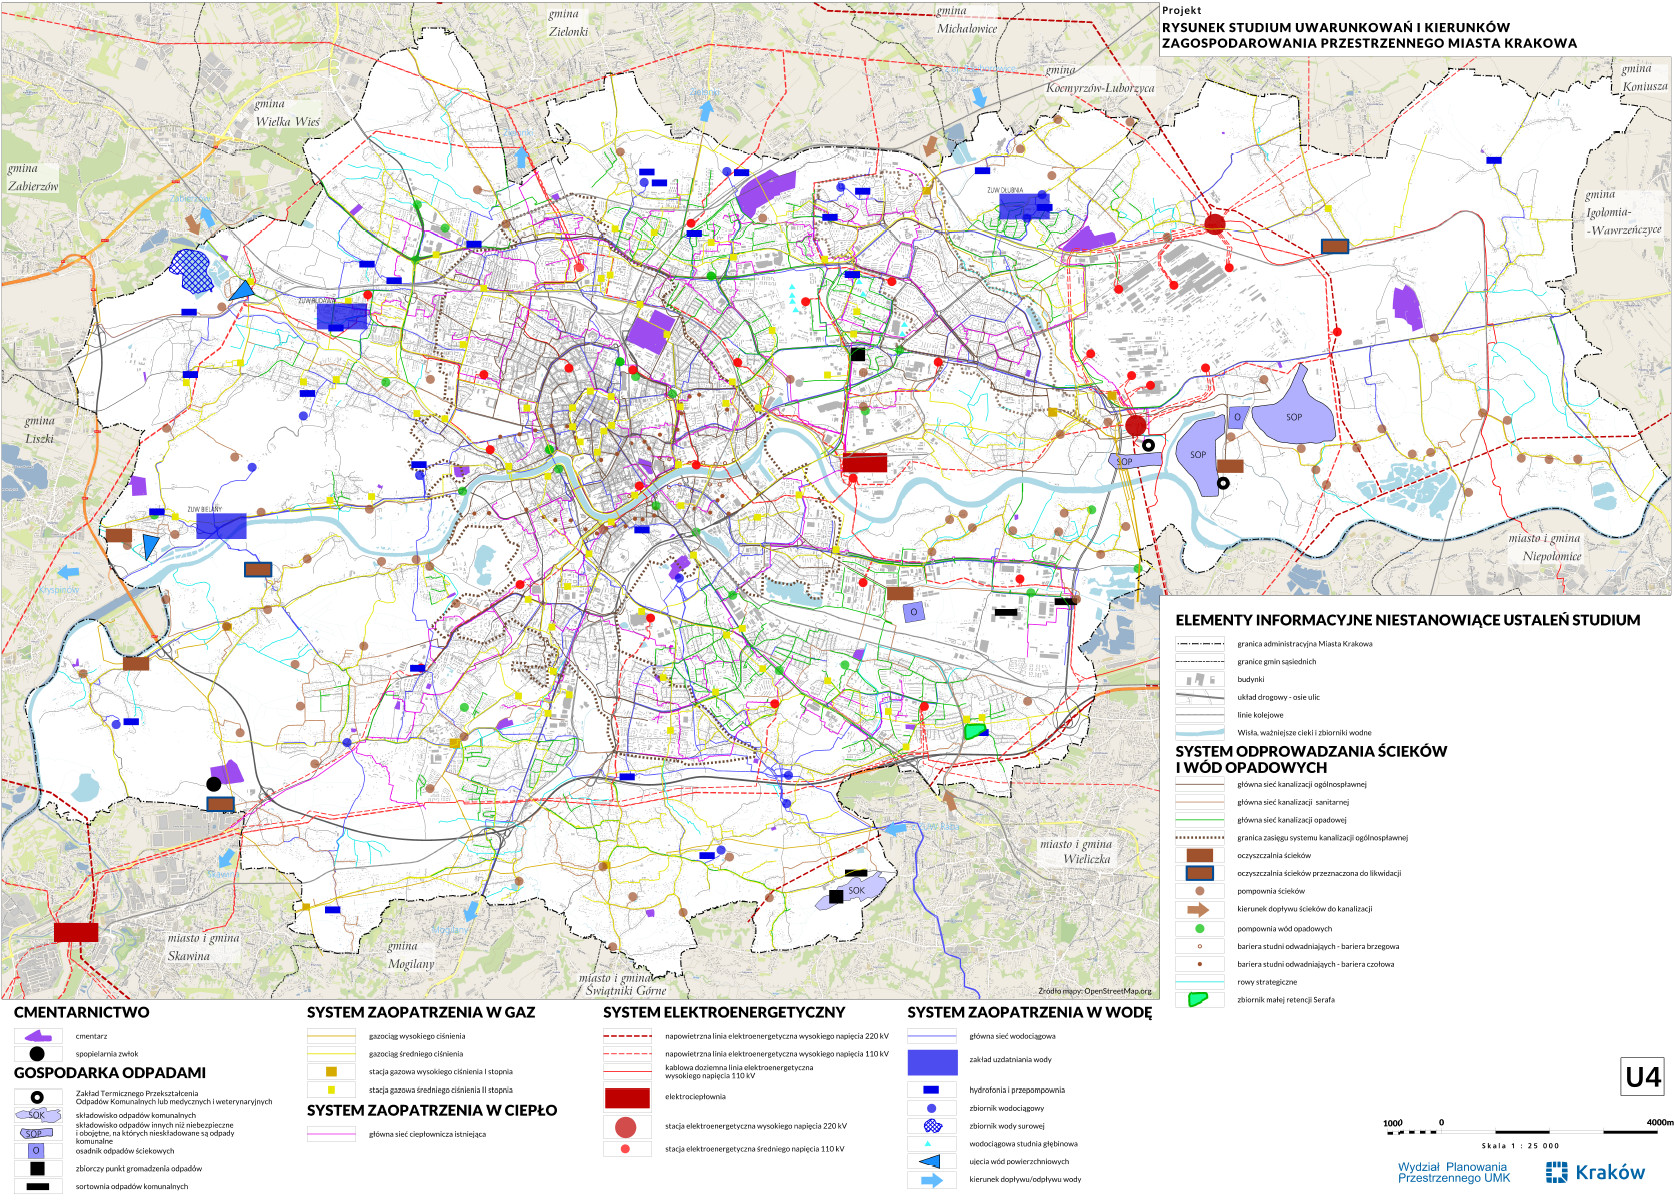 Projekt
RYSUNEK STUDIUM UWARUNKOWAŃ I KIERUNKÓW
ZAGOSPODAROWANIA PRZESTRZENNEGO MIASTA KRAKOWA
gmina
Zielonki
gmina
Michałowice
gmina
Kocmyrzów-Luborzyca
gmina
Koniusza
gmina
Wielka Wieś
gmina
Zabierzów
gmina
Igołomia-
-Wawrzeńczyce
ZUW DŁUBNIA
gmina
Liszki
SOP
O
SOP
SOP
ZUW BIELANY
miasto i gmina
Niepołomice
O
miasto i gmina
Wieliczka
SOK
miasto i gmina
Skawina
gmina
Mogilany
Mogilany
miasto i gmina
Świątniki Górne
Źródło mapy: OpenStreetMap.org
ELEMENTY INFORMACYJNE NIESTANOWIĄCE USTALEŃ STUDIUM
granica administracyjna Miasta Krakowa
granice gmin sąsiednich
budynki
układ drogowy - osie ulic
linie kolejowe
Wisła, ważniejsze cieki i zbiorniki wodne
SYSTEM ODPROWADZANIA ŚCIEKÓW
I WÓD OPADOWYCH
główna sieć kanalizacji ogólnospławnej
główna sieć kanalizacji sanitarnej
główna sieć kanalizacji opadowej
granica zasięgu systemu kanalizacji ogólnospławnej
oczyszczalnia ścieków
oczyszczalnia ścieków przeznaczona do likwidacji
pompownia ścieków
kierunek dopływu ścieków do kanalizacji
pompownia wód opadowych
bariera studni odwadniających - bariera brzegowa
bariera studni odwadniających - bariera czołowa
rowy strategiczne
zbiornik małej retencji Serafa
CMENTARNICTWO
cmentarz
spopielarnia zwłok
GOSPODARKA ODPADAMI
Zakład Termicznego Przekształcenia
Odpadów Komunalnych lub medycznych i weterynaryjnych
SOK
składowisko odpadów komunalnych
SOP
składowisko odpadów innych niż niebezpieczne
i obojętne, na których nieskładowane są odpady
komunalne
O
osadnik odpadów ściekowych
zbiorczy punkt gromadzenia odpadów
sortownia odpadów komunalnych
SYSTEM ZAOPATRZENIA W GAZ
gazociąg wysokiego ciśnienia
gazociąg średniego ciśnienia
stacja gazowa wysokiego ciśnienia I stopnia
stacja gazowa średniego ciśnienia II stopnia
SYSTEM ZAOPATRZENIA W CIEPŁO
główna sieć ciepłownicza istniejąca
SYSTEM ELEKTROENERGETYCZNY
napowietrzna linia elektroenergetyczna wysokiego napięcia 220 kV
napowietrzna linia elektroenergetyczna wysokiego napięcia 110 kV
kablowa doziemna linia elektroenergetyczna
wysokiego napięcia 110 kV
elektrociepłownia
stacja elektroenergetyczna wysokiego napięcia 220 kV
stacja elektroenergetyczna średniego napięcia 110 kV
SYSTEM ZAOPATRZENIA W WODĘ
główna sieć wodociągowa
zakład uzdatniania wody
hydrofornia i przepompownia
zbiornik wodociągowy
zbiornik wody surowej
wodociągowa studnia głębinowa
ujęcia wód powierzchniowych
kierunek dopływu/odpływu wody
U4
1000 0 4000m
Skala 1 : 25 000
Wydział Planowania
Przestrzennego UMK
Kraków